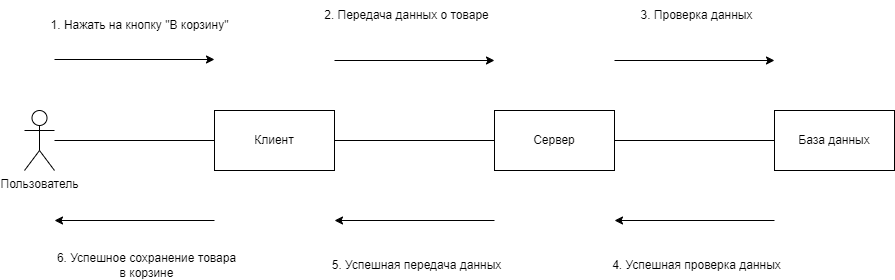 1. Нажать на кнопку "В корзину"
2. Передача данных о товаре
3. Проверка данных
Клиент
Сервер
База данных
Пользователь
6. Успешное сохранение товара
в корзине
5. Успешная передача данных
4. Успешная проверка данных